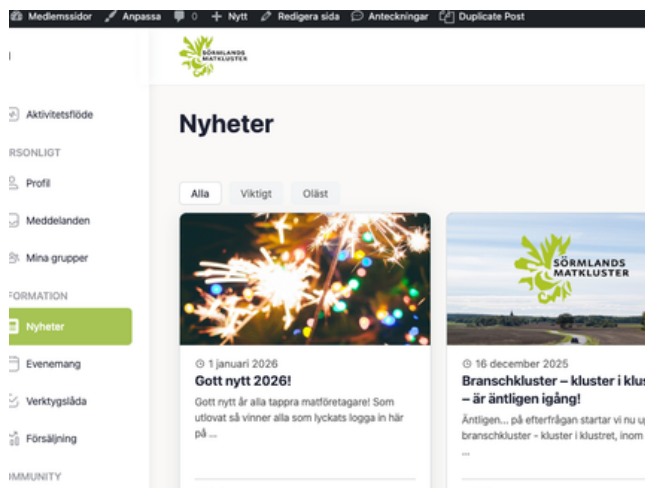 Medlemssidor Anpassa 0 + Nytt Redigera sida Anteckningar Duplicate Post
SÖRMLANDS
MATKLUSTER
Aktivitetsflöde
RSONLIGT
Profil
Meddelanden
Mina grupper
FORMATION
Nyheter
Evenemang
Verktygslåda
Försäljning
MMUNITY
Nyheter
Alla Viktigt Oläst
1 januari 2026
Gott nytt 2026!
Gott nytt år alla tappra matföretagare! Som
utlovat så vinner alla som lyckats logga in här
på ...
SÖRMLANDS
MATKLUSTER
16 december 2025
Branschkluster – kluster i klus
– är äntligen igång!
Äntligen... på efterfrågan startar vi nu u
branschkluster - kluster i klustret, inom
...